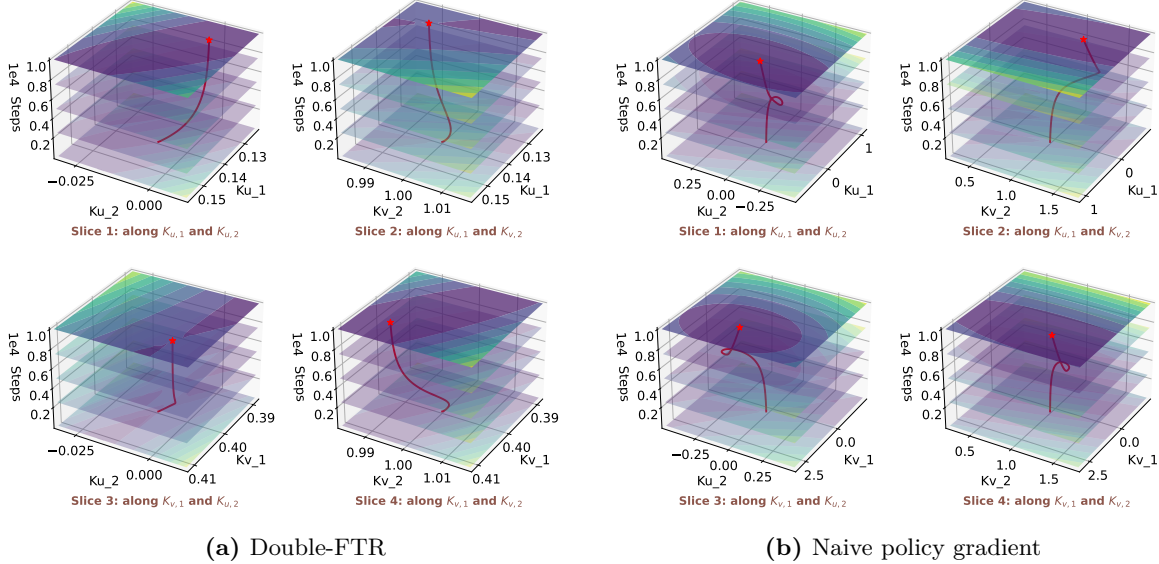 1.0
0.8
0.6
0.4
0.2
1e4 Steps
−0.025
0.000
Ku_2
0.13
0.14
0.15
Ku_1
Slice 1: along K_{u,1} and K_{u,2}
1.0
0.8
0.6
0.4
0.2
1e4 Steps
0.99
1.00
1.01
Kv_2
0.13
0.14
0.15
Ku_1
Slice 2: along K_{u,1} and K_{v,2}
1.0
0.8
0.6
0.4
0.2
1e4 Steps
0.25
0.00
−0.25
Ku_2
1
0
Ku_1
Slice 1: along K_{u,1} and K_{u,2}
1.0
0.8
0.6
0.4
0.2
1e4 Steps
0.5
1.0
1.5
Kv_2
0
1
Ku_1
Slice 2: along K_{u,1} and K_{v,2}
1.0
0.8
0.6
0.4
0.2
1e4 Steps
−0.025
0.000
Ku_2
0.39
0.40
0.41
Kv_1
Slice 3: along K_{v,1} and K_{u,2}
1.0
0.8
0.6
0.4
0.2
1e4 Steps
0.99
1.00
1.01
Kv_2
0.39
0.40
0.41
Kv_1
Slice 4: along K_{v,1} and K_{v,2}
1.0
0.8
0.6
0.4
0.2
1e4 Steps
−0.25
0.00
0.25
Ku_2
0.0
2.5
Kv_1
Slice 3: along K_{v,1} and K_{u,2}
1.0
0.8
0.6
0.4
0.2
1e4 Steps
0.5
1.0
1.5
Kv_2
0.0
2.5
Kv_1
Slice 4: along K_{v,1} and K_{v,2}
(a) Double-FTR
(b) Naive policy gradient